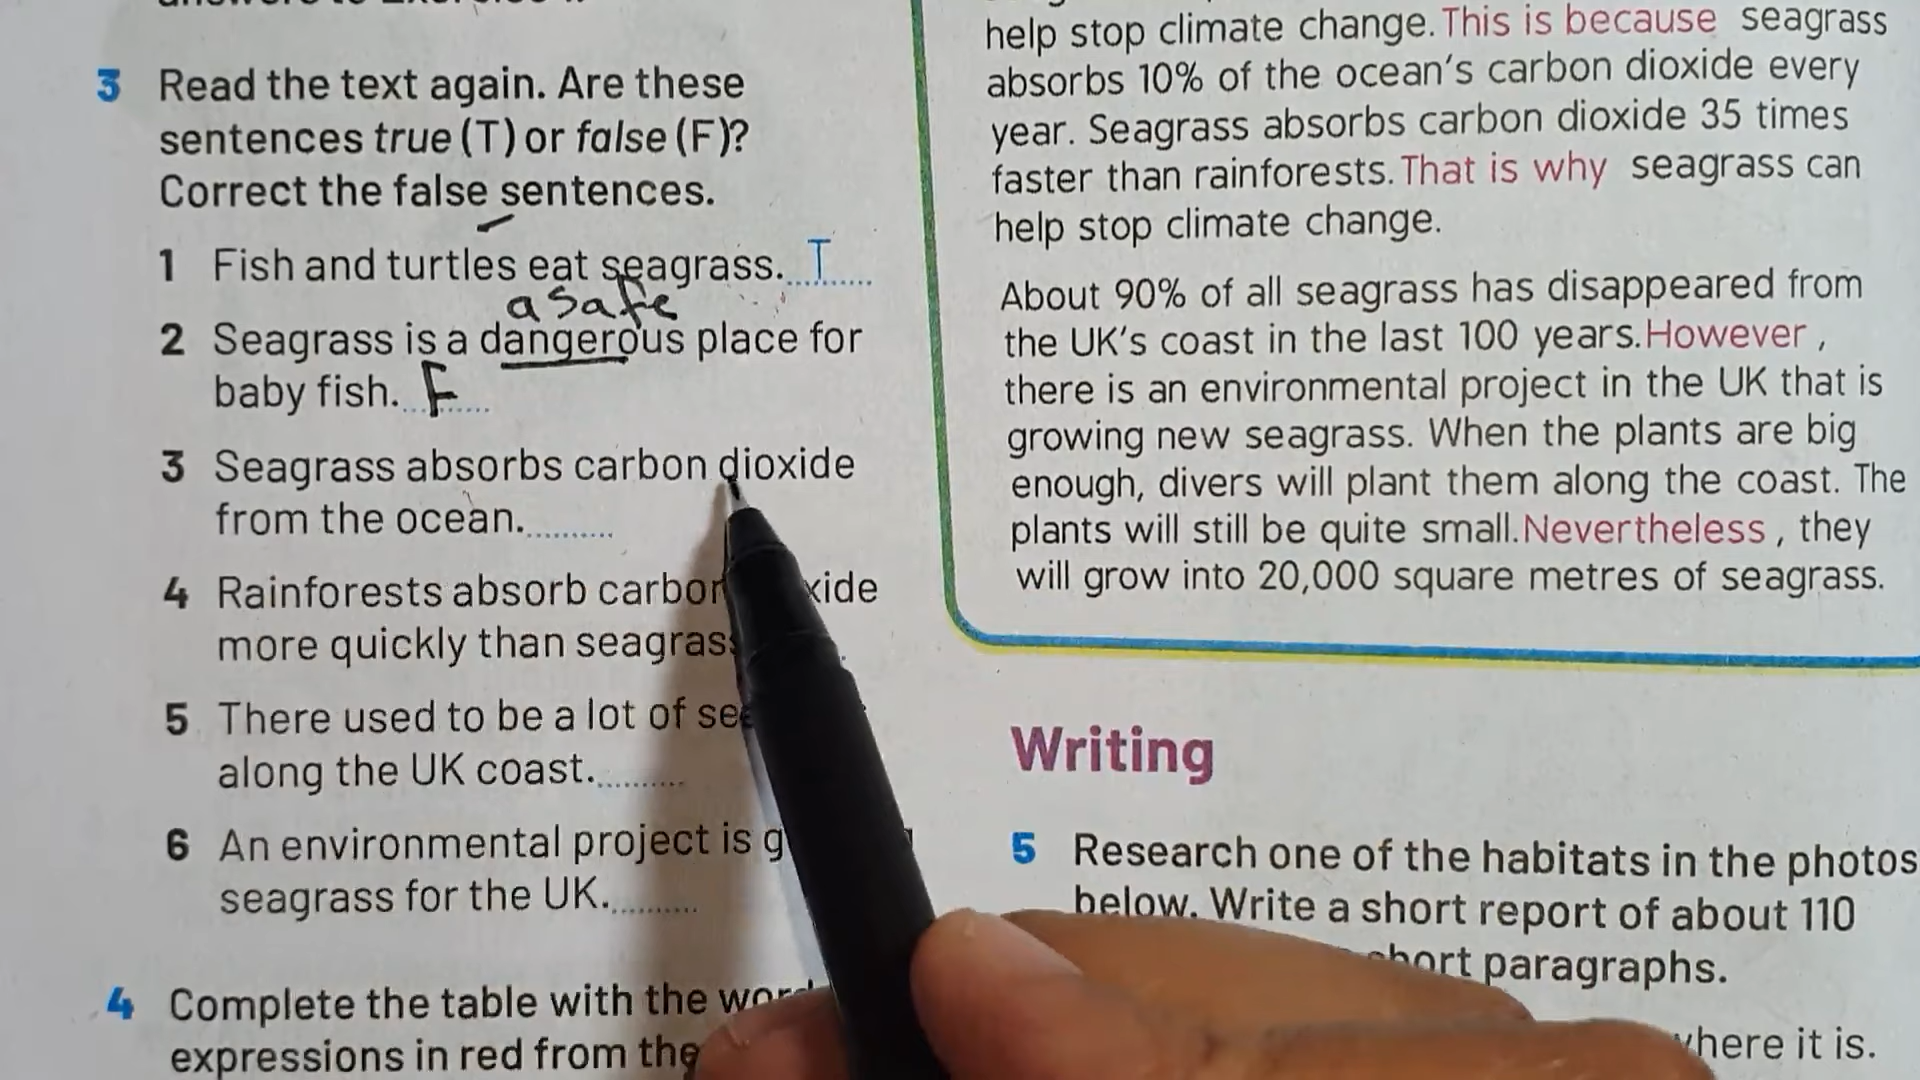 3 Read the text again. Are these
sentences true (T) or false (F)?
Correct the false sentences.
1 Fish and turtles eat seagrass. T
a safe
2 Seagrass is a dangerous place for
baby fish. F
3 Seagrass absorbs carbon dioxide
from the ocean.
4 Rainforests absorb
more quickly than
5 There used to be a lot of
along the UK coast.
6 An environmental project is
seagrass for the UK.
4 Complete the table with the
expressions in red from the
help stop climate change. This is because seagrass
absorbs 10% of the ocean's carbon dioxide every
year. Seagrass absorbs carbon dioxide 35 times
faster than rainforests. That is why seagrass can
help stop climate change.
About 90% of all seagrass has disappeared from
the UK's coast in the last 100 years. However,
there is an environmental project in the UK that is
growing new seagrass. When the plants are big
enough, divers will plant them along the coast. The
plants will still be quite small. Nevertheless, they
will grow into 20,000 square metres of seagrass.
Writing
5 Research one of the habitats in the photos
below. Write a short report of about 110
short paragraphs.
where it is.